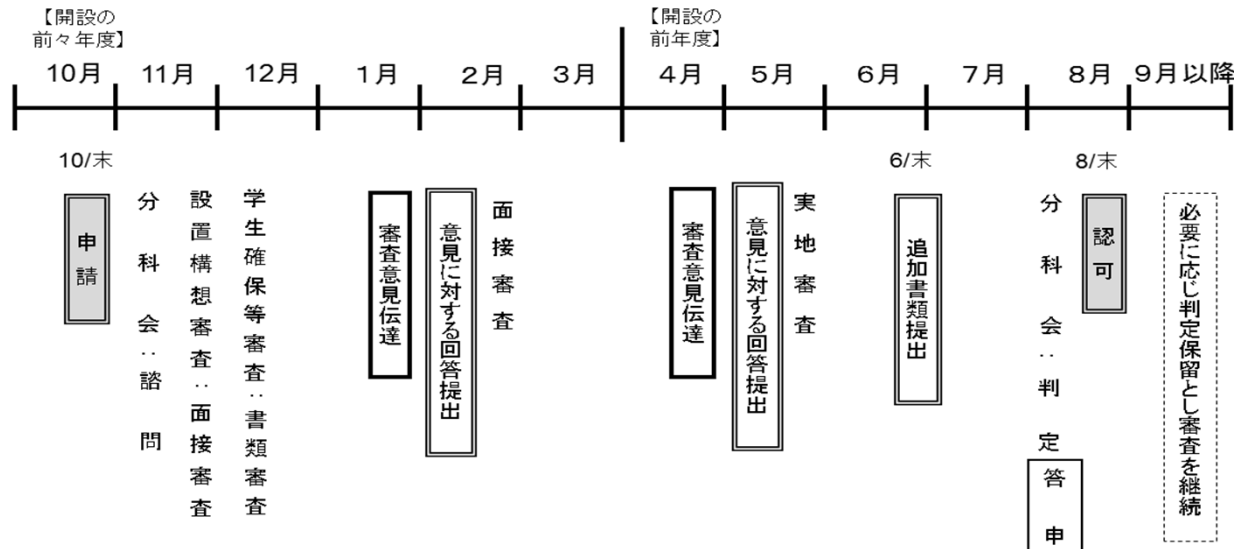 【開設の
前々年度】
【開設の
前年度】
10月
11月
12月
1月
2月
3月
4月
5月
6月
7月
8月
9月以降
10/末
6/末
8/末
申請
分科会：諮問
設置構想審査：面接審査
学生確保等審査：書類審査
審査意見伝達
意見に対する回答提出
面接審査
審査意見伝達
意見に対する回答提出
実地審査
追加書類提出
分科会：判定
答申
認可
必要に応じ判定保留とし審査を継続